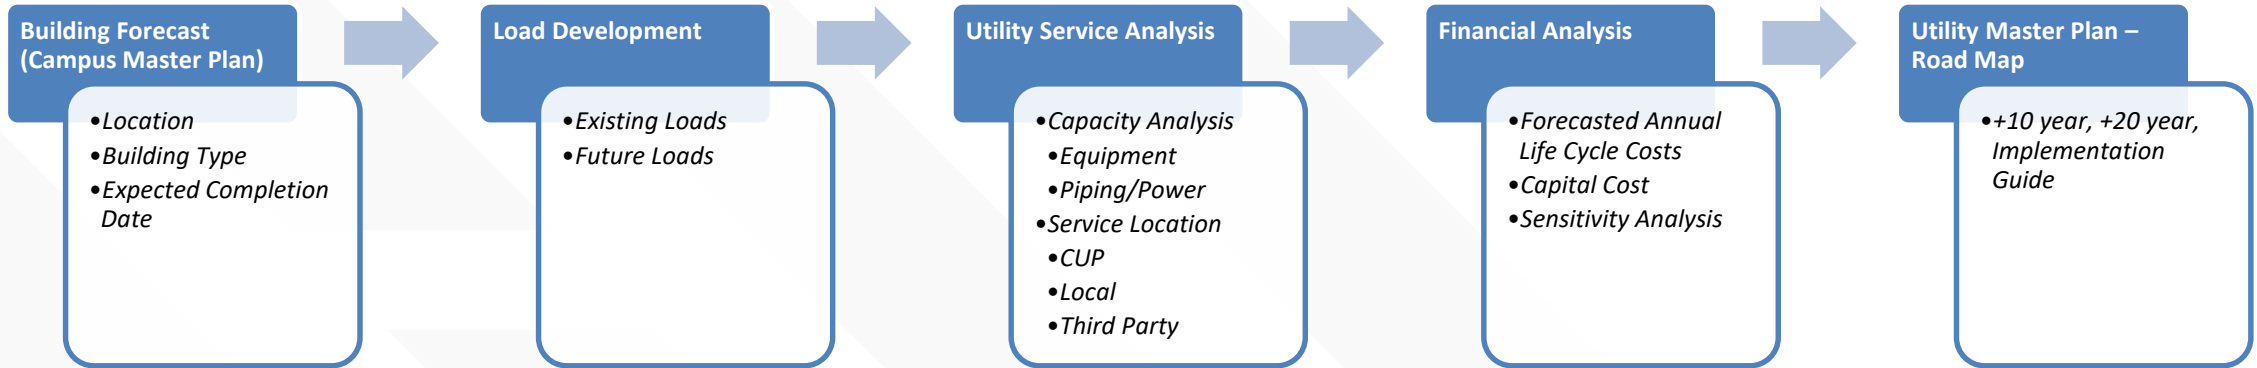 Building Forecast
(Campus Master Plan)
•Location
•Building Type
•Expected Completion
Date
Load Development
•Existing Loads
•Future Loads
Utility Service Analysis
•Capacity Analysis
•Equipment
•Piping/Power
•Service Location
•CUP
•Local
•Third Party
Financial Analysis
•Forecasted Annual
Life Cycle Costs
•Capital Cost
•Sensitivity Analysis
Utility Master Plan –
Road Map
•+10 year, +20 year,
Implementation
Guide